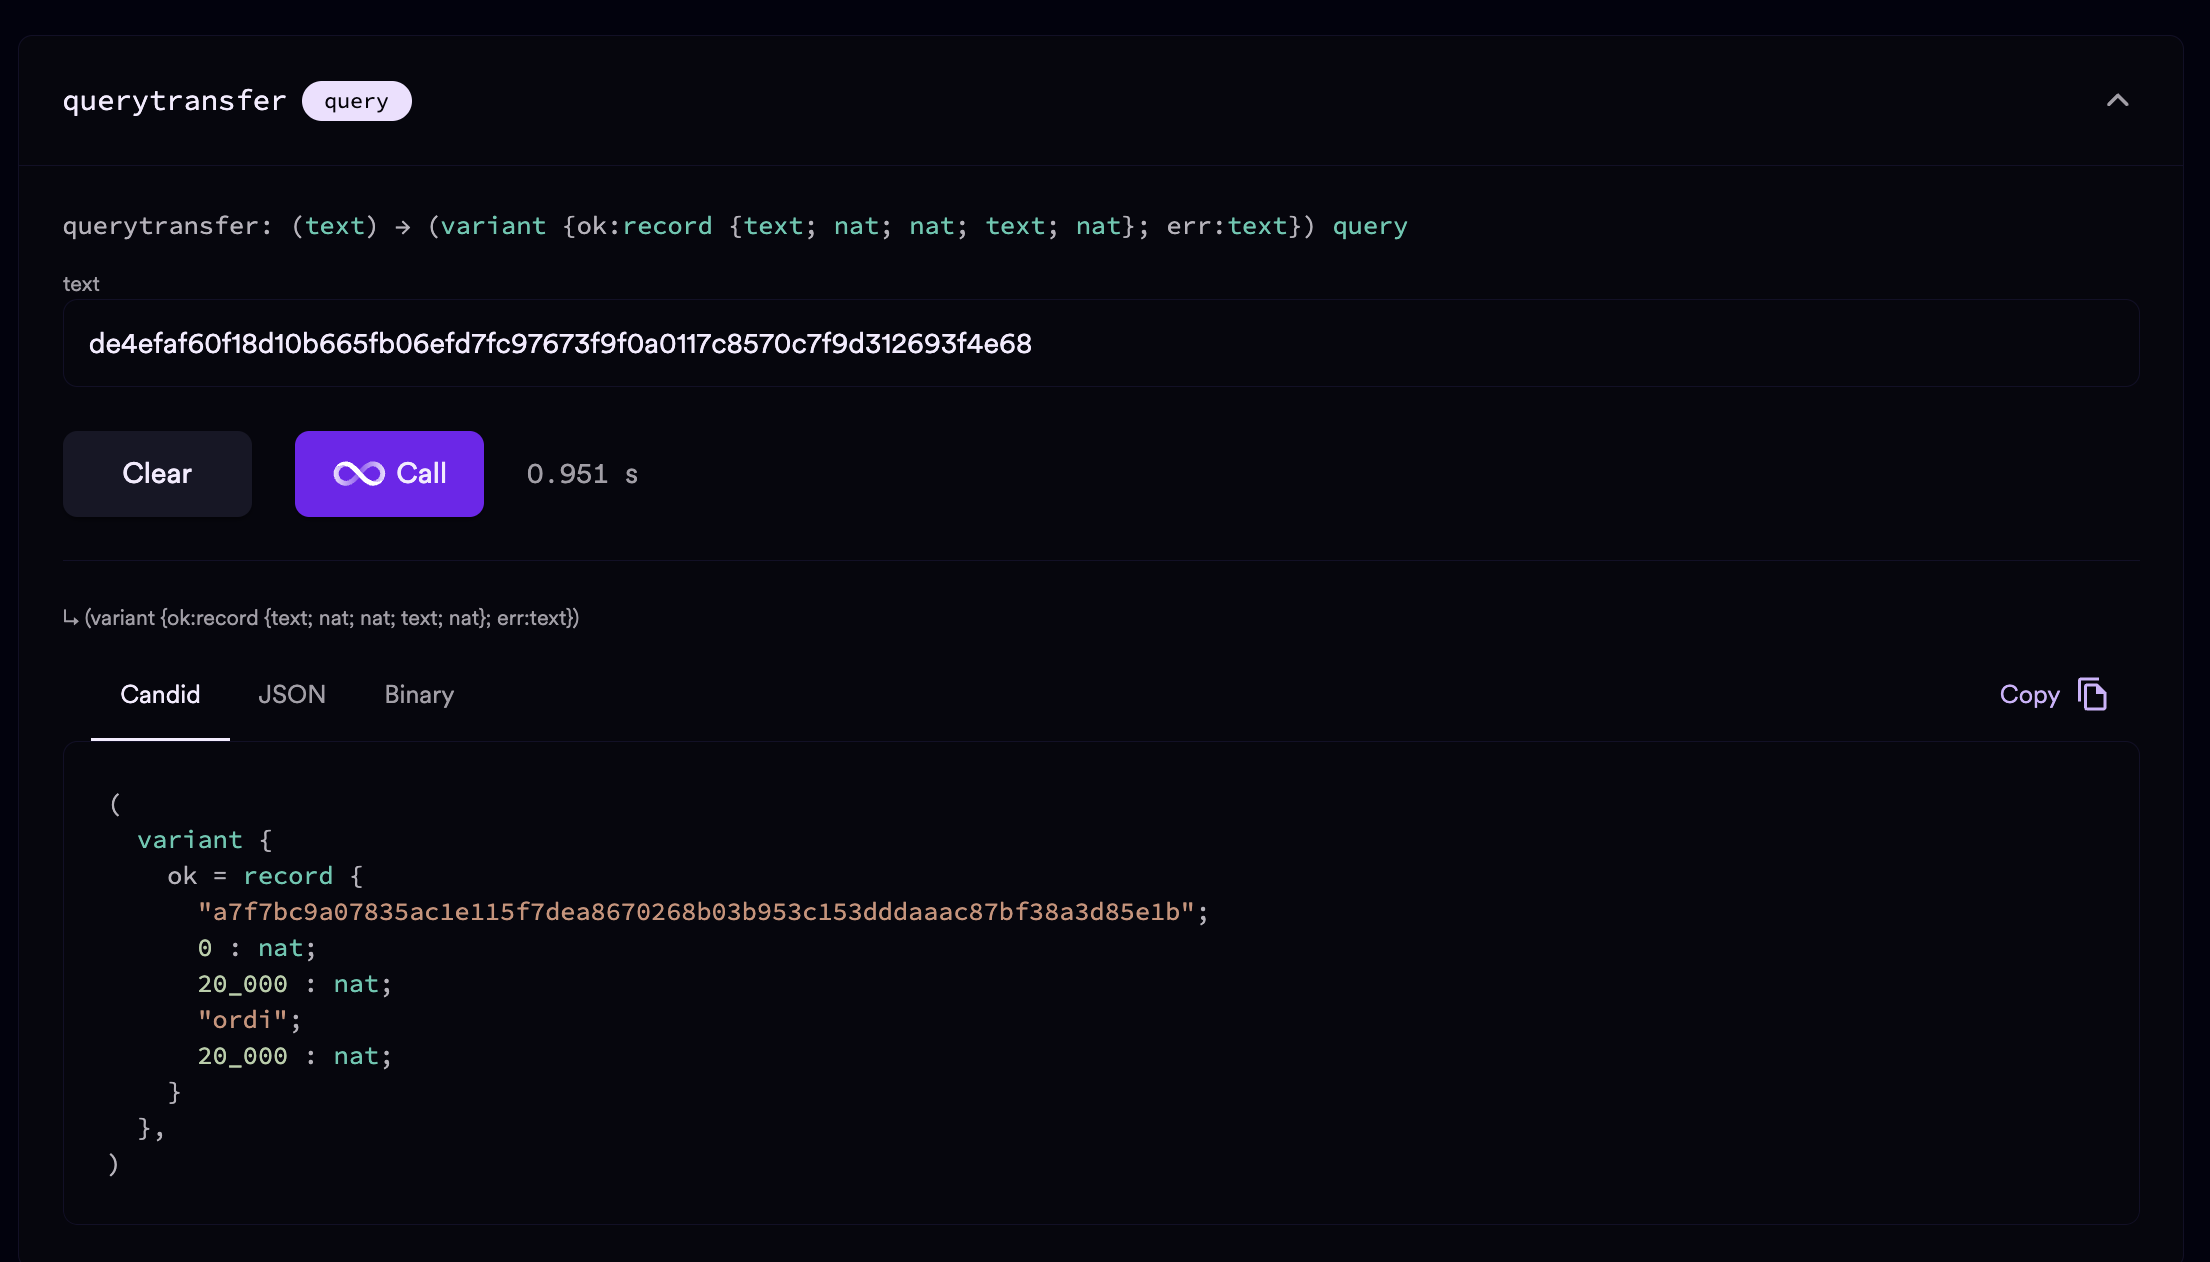 querytransfer query
querytransfer: (text) → (variant {ok:record {text; nat; nat; text; nat}; err:text}) query
text
de4efaf60f18d10b665fb06efd7fc97673f9f0a0117c8570c7f9d312693f4e68
Clear
Call
0.951 s
↳ (variant {ok:record {text; nat; nat; text; nat}; err:text})
Candid JSON Binary
Copy
(
  variant {
    ok = record {
      "a7f7bc9a07835ac1e115f7dea8670268b03b953c153dddaaac87bf38a3d85e1b";
      0 : nat;
      20_000 : nat;
      "ordi";
      20_000 : nat;
    }
  },
)